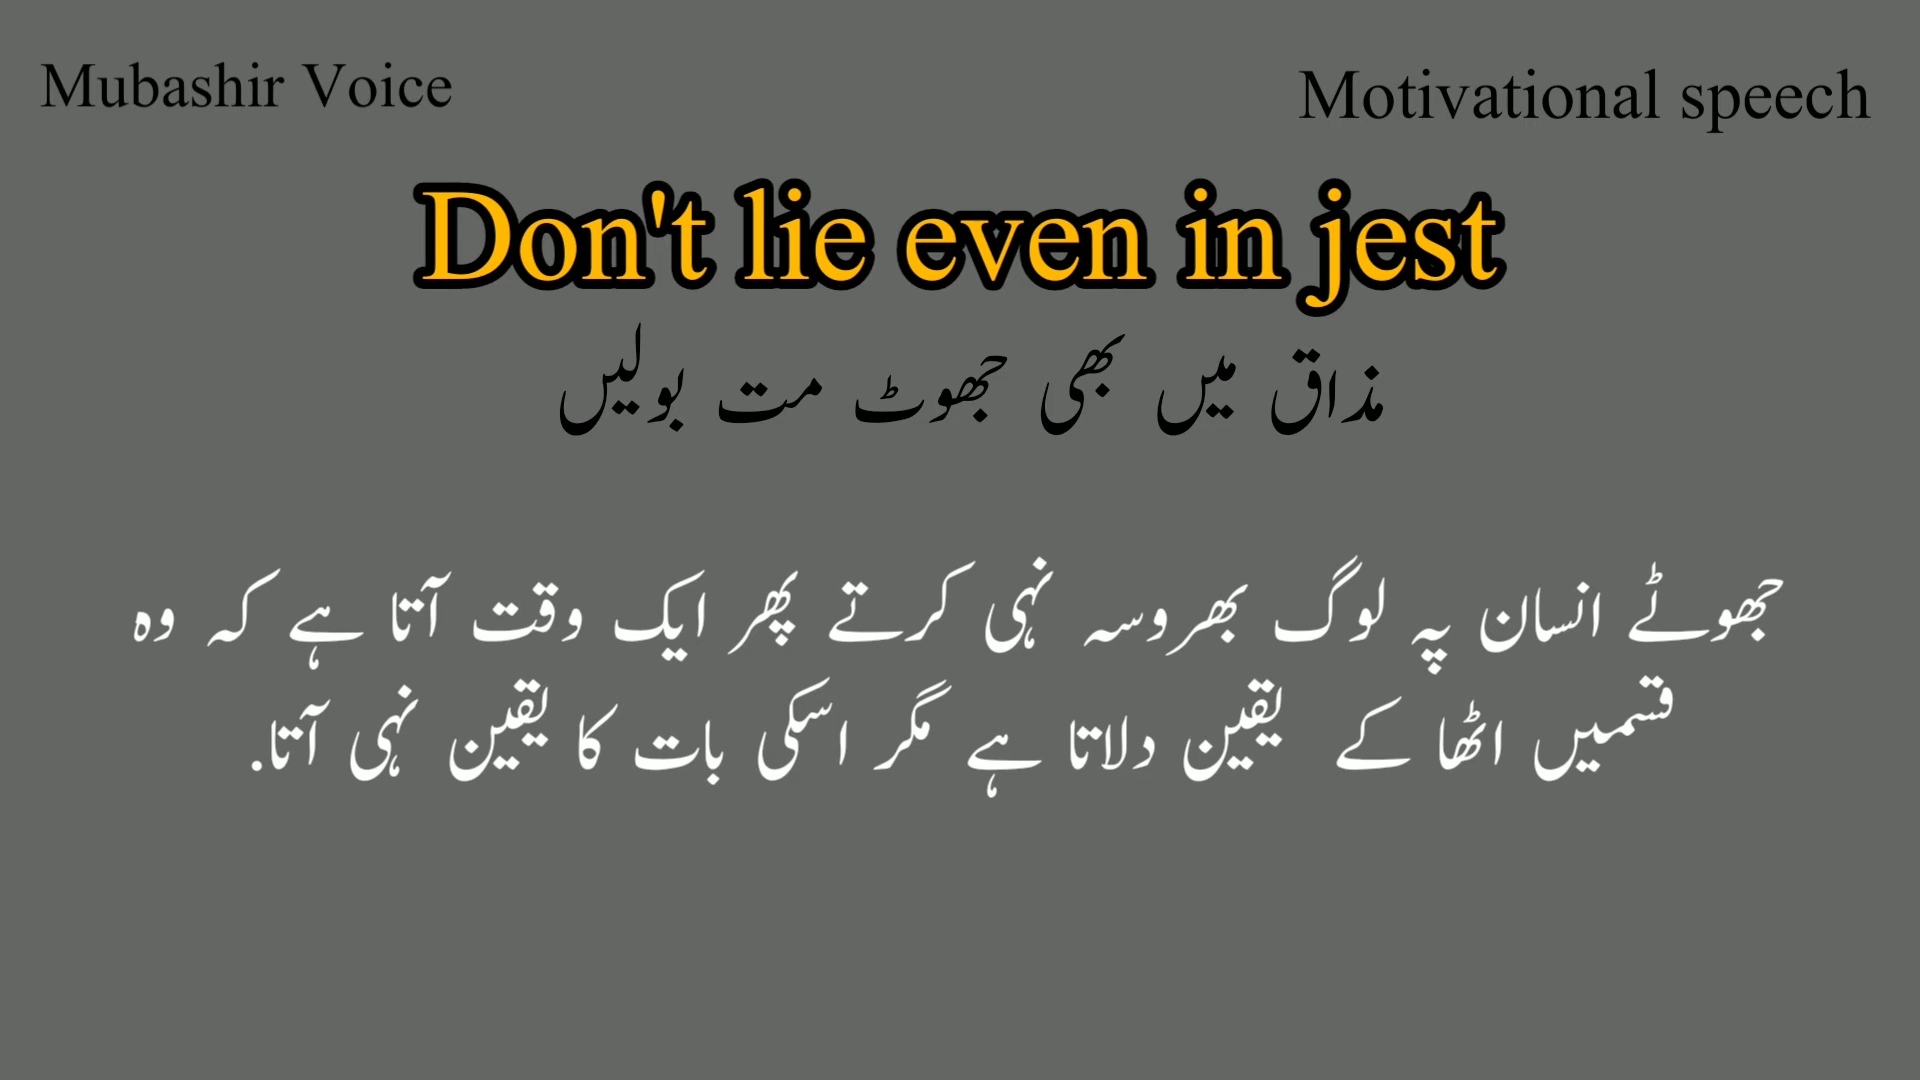 Mubashir Voice
Motivational speech
Don't lie even in jest
مذاق میں بھی جھوٹ مت بولیں
جھوٹے انسان پہ لوگ بھروسہ نہی کرتے پھر ایک وقت آتا ہے کہ وہ
قسمیں اٹھا کے یقین دلاتا ہے مگر اسکی بات کا یقین نہی آتا.